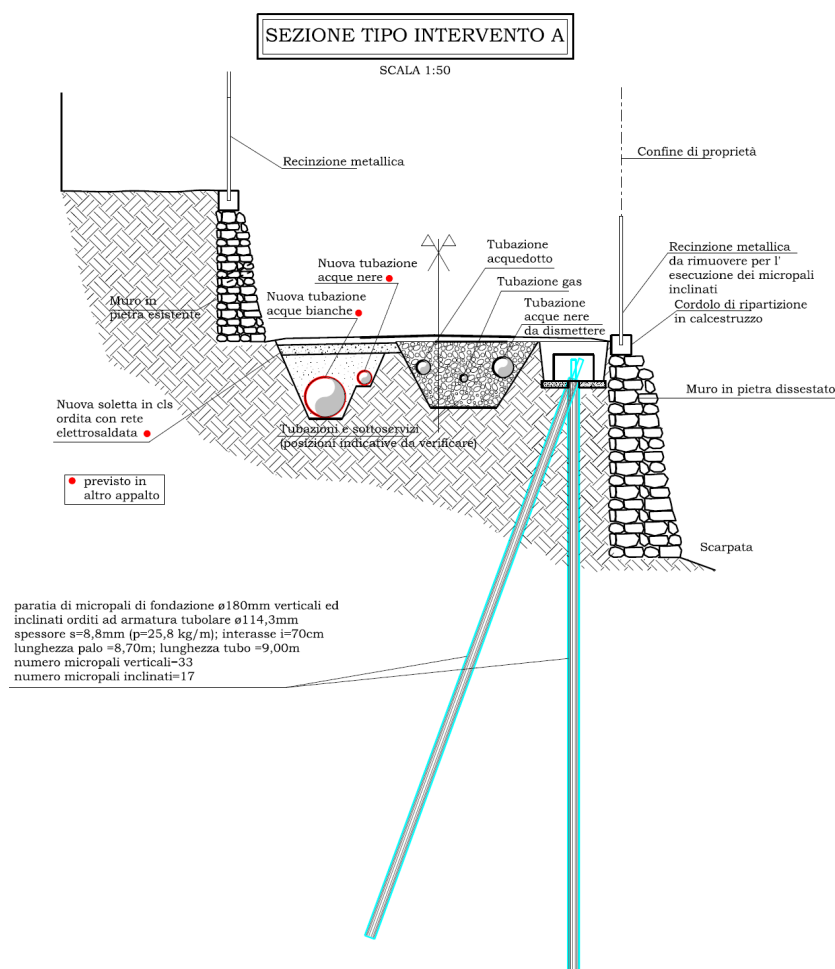 SEZIONE TIPO INTERVENTO A
SCALA 1:50
Recinzione metallica
Confine di proprietà
Nuova tubazione
acque nere
Nuova tubazione
acque bianche
Tubazione
acquedotto
Tubazione gas
Tubazione
acque nere
da dismettere
Recinzione metallica
da rimuovere per l'
esecuzione dei micropali
inclinati
Cordolo di ripartizione
in calcestruzzo
Muro in
pietra esistente
Muro in pietra dissestato
Nuova soletta in cls
ordita con rete
elettrosaldata
Tubazioni e sottoservizi
(posizioni indicative da verificare)
previsto in
altro appalto
Scarpata
paratia di micropali di fondazione ø180mm verticali ed
inclinati orditi ad armatura tubolare ø114,3mm
spessore s=8,8mm (p=25,8 kg/m); interasse i=70cm
lunghezza palo =8,70m; lunghezza tubo =9,00m
numero micropali verticali=33
numero micropali inclinati=17